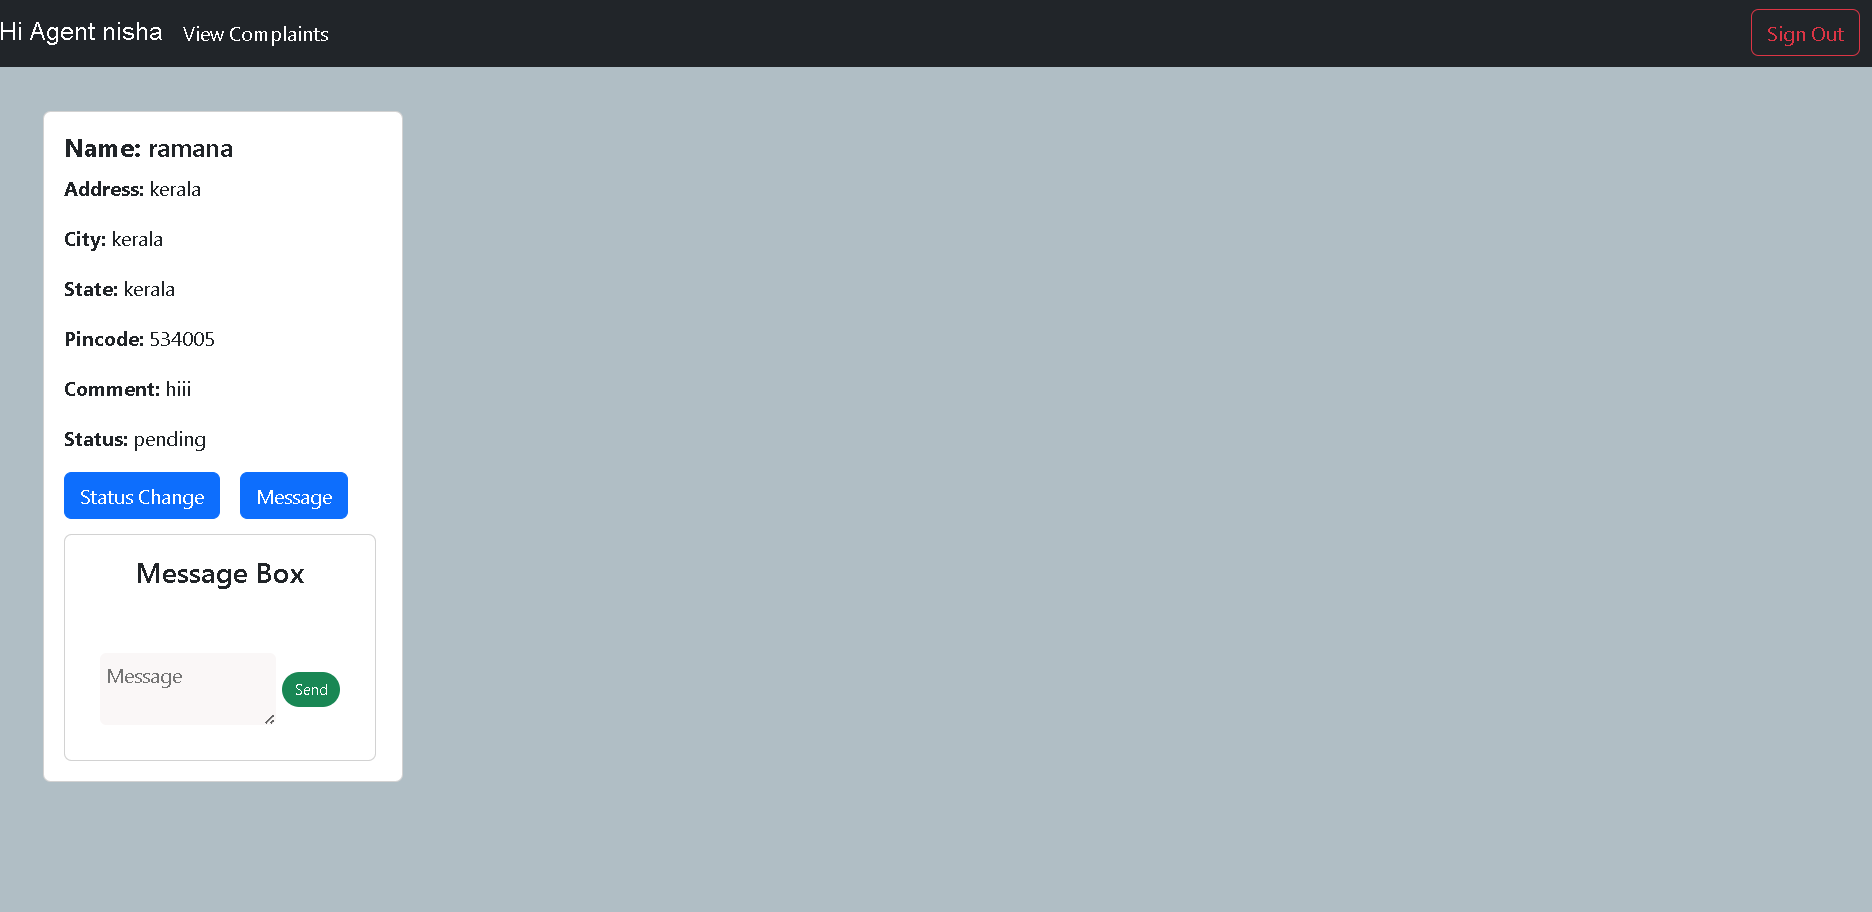 Hi Agent nisha View Complaints Sign Out
Name: ramana
Address: kerala
City: kerala
State: kerala
Pincode: 534005
Comment: hiii
Status: pending
Status Change Message
Message Box
Message Send